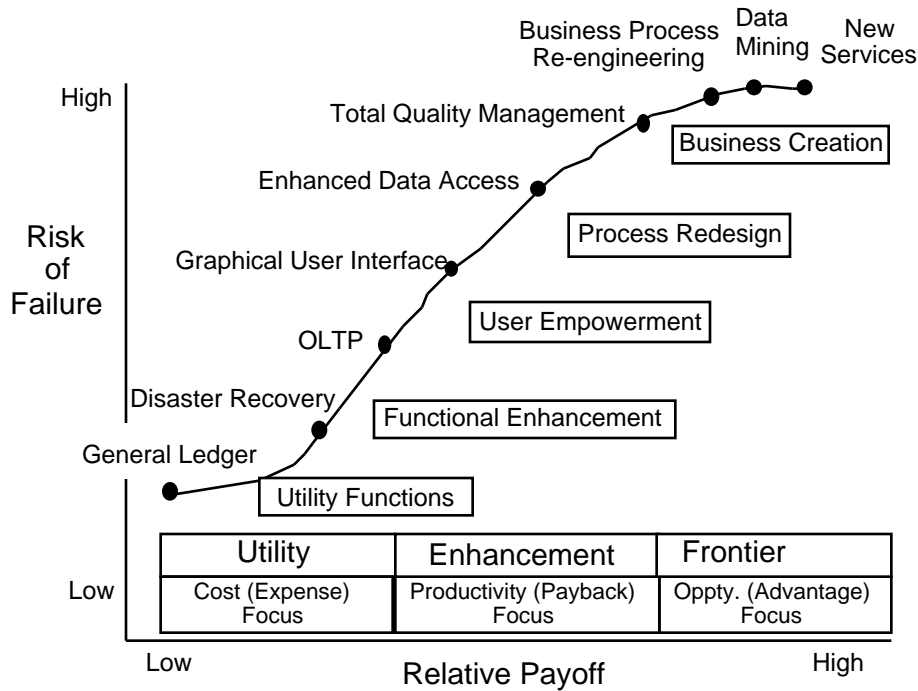 Business Process
Re-engineering
Data
Mining
New
Services
High
Total Quality Management
Business Creation
Enhanced Data Access
Process Redesign
Risk
of
Failure
Graphical User Interface
User Empowerment
OLTP
Disaster Recovery
Functional Enhancement
General Ledger
Utility Functions
Utility
Enhancement
Frontier
Low
Cost (Expense)
Focus
Productivity (Payback)
Focus
Oppty. (Advantage)
Focus
Low
Relative Payoff
High